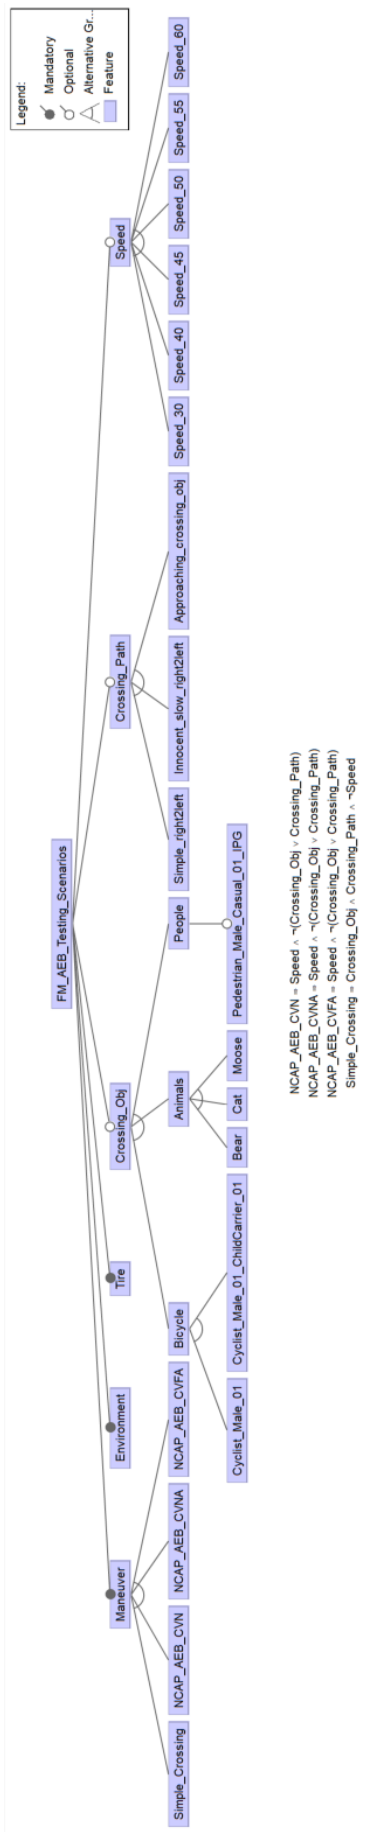 Legend:
Mandatory
Optional
Alternative Gr...
Feature
FM_AEB_Testing_Scenarios
Maneuver
Environment
Tire
Crossing_Obj
Crossing_Path
Speed
Simple_Crossing
NCAP_AEB_CVN
NCAP_AEB_CVNA
NCAP_AEB_CVFA
Bicycle
Animals
People
Simple_right2left
Innocent_slow_right2left
Approaching_crossing_obj
Speed_30
Speed_40
Speed_45
Speed_50
Speed_55
Speed_60
Cyclist_Male_01
Cyclist_Male_01_ChildCarrier_01
Bear
Cat
Moose
Pedestrian_Male_Casual_01_IPG
NCAP_AEB_CVN ⇒ Speed ∧ ¬(Crossing_Obj ∨ Crossing_Path)
NCAP_AEB_CVNA ⇒ Speed ∧ ¬(Crossing_Obj ∨ Crossing_Path)
NCAP_AEB_CVFA ⇒ Speed ∧ ¬(Crossing_Obj ∨ Crossing_Path)
Simple_Crossing ⇒ Crossing_Obj ∧ Crossing_Path ∧ ¬Speed